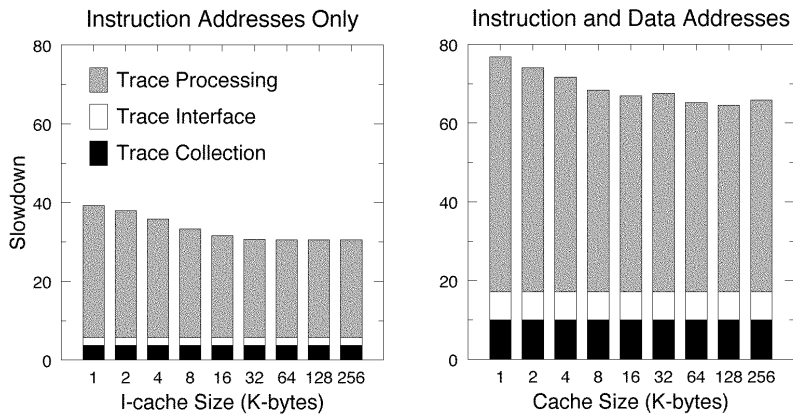 Instruction Addresses Only
80
60
40
20
0
Slowdown
Trace Processing
Trace Interface
Trace Collection
1 2 4 8 16 32 64 128 256
I-cache Size (K-bytes)
Instruction and Data Addresses
80
60
40
20
0
1 2 4 8 16 32 64 128 256
Cache Size (K-bytes)